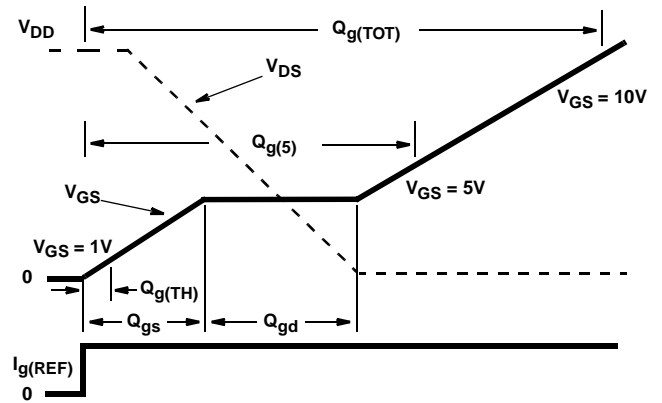 V_DD
Q_g(TOT)
V_DS
V_GS = 10V
Q_g(5)
V_GS
V_GS = 5V
V_GS = 1V
0
Q_g(TH)
Q_gs
Q_gd
I_g(REF)
0